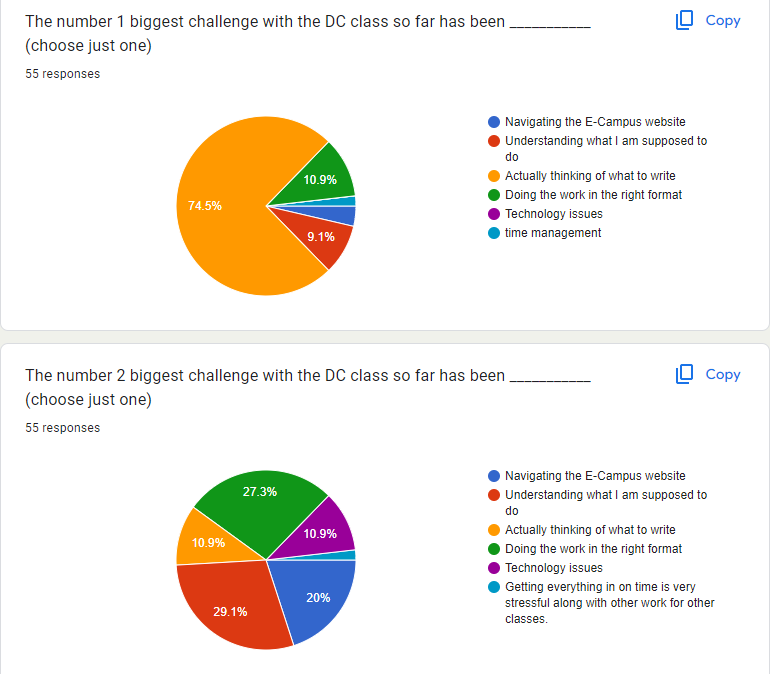 The number 1 biggest challenge with the DC class so far has been ___________
Copy
(choose just one)
55 responses
10.9%
74.5%
9.1%
Navigating the E-Campus website
Understanding what I am supposed to
do
Actually thinking of what to write
Doing the work in the right format
Technology issues
time management
The number 2 biggest challenge with the DC class so far has been ___________
Copy
(choose just one)
55 responses
27.3%
10.9%
10.9%
20%
29.1%
Navigating the E-Campus website
Understanding what I am supposed to
do
Actually thinking of what to write
Doing the work in the right format
Technology issues
Getting everything in on time is very
stressful along with other work for other
classes.